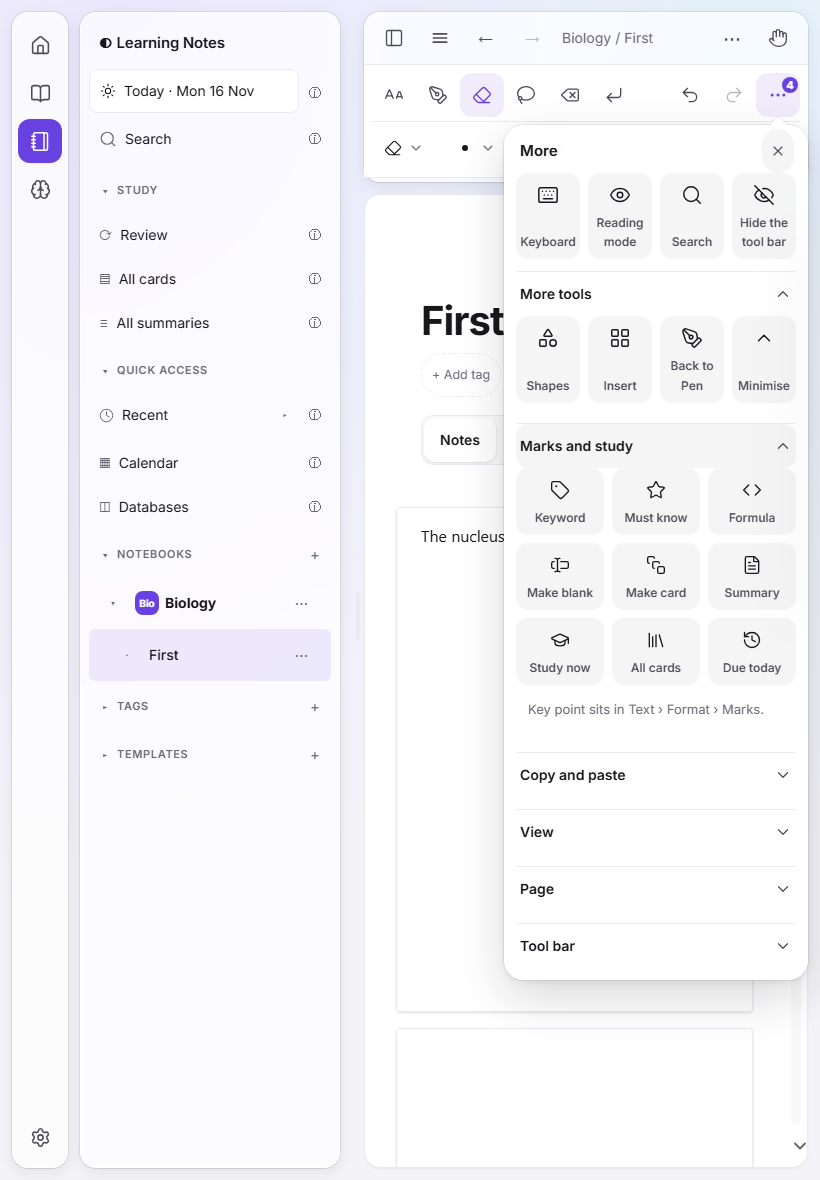 Learning Notes
Today · Mon 16 Nov
Search
STUDY
Review
All cards
All summaries
QUICK ACCESS
Recent
Calendar
Databases
NOTEBOOKS
Bio Biology
First
TAGS
TEMPLATES
Biology / First
AA
4
More
Keyboard
Reading
mode
Search
Hide the
tool bar
More tools
Shapes
Insert
Back to
Pen
Minimise
Marks and study
Keyword
Must know
Formula
Make blank
Make card
Summary
Study now
All cards
Due today
Key point sits in Text › Format › Marks.
Copy and paste
View
Page
Tool bar
First
+ Add tag
Notes
The nucleus